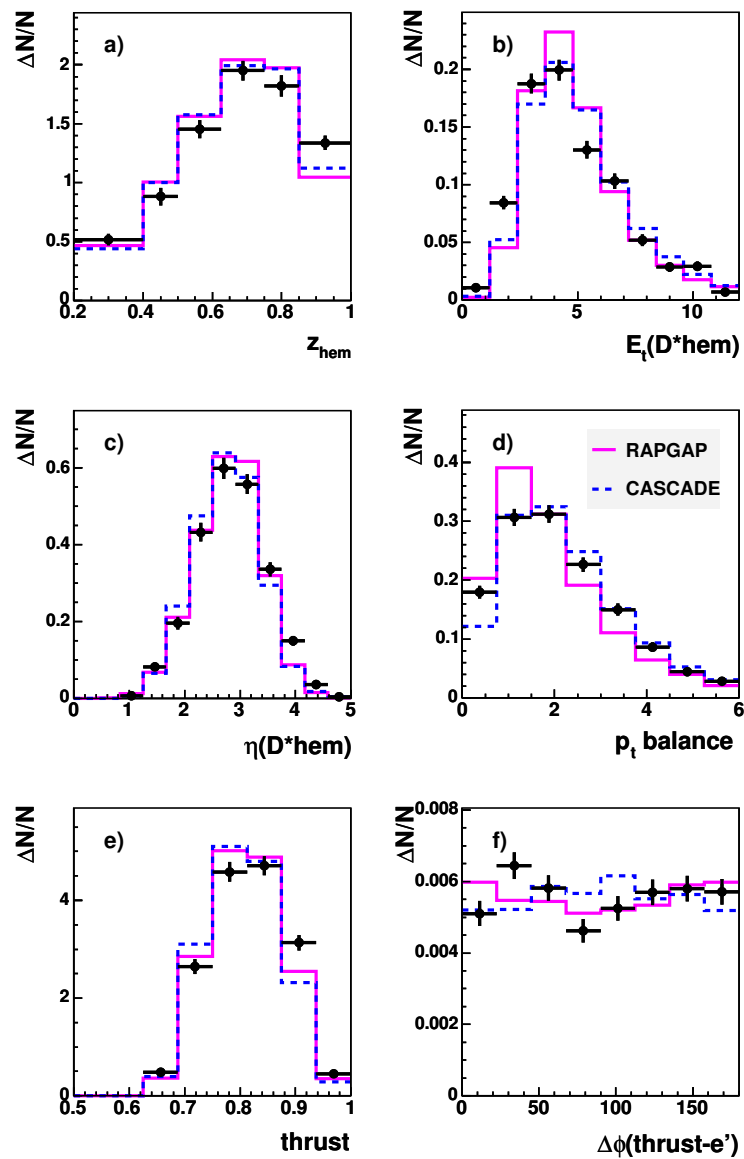 ΔN/N
a)
2
1.5
1
0.5
0
0.2 0.4 0.6 0.8 1
z_hem
ΔN/N
b)
0.2
0.15
0.1
0.05
0
0 5 10
E_t(D*hem)
ΔN/N
c)
0.6
0.4
0.2
0
0 1 2 3 4 5
η(D*hem)
ΔN/N
d)
RAPGAP
CASCADE
0.4
0.3
0.2
0.1
0
0 2 4 6
p_t balance
ΔN/N
e)
4
2
0
0.5 0.6 0.7 0.8 0.9 1
thrust
ΔN/N
f)
0.008
0.006
0.004
0.002
0
0 50 100 150
Δϕ(thrust-e’)